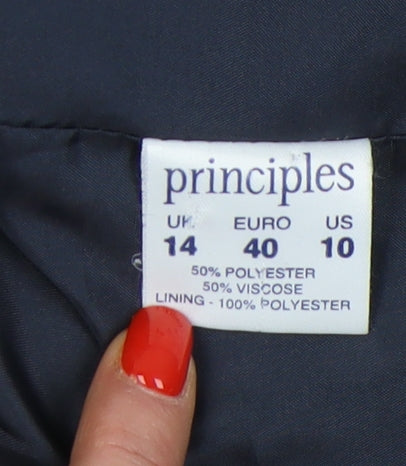 principles
UK EURO US
14 40 10
50% POLYESTER
50% VISCOSE
LINING - 100% POLYESTER